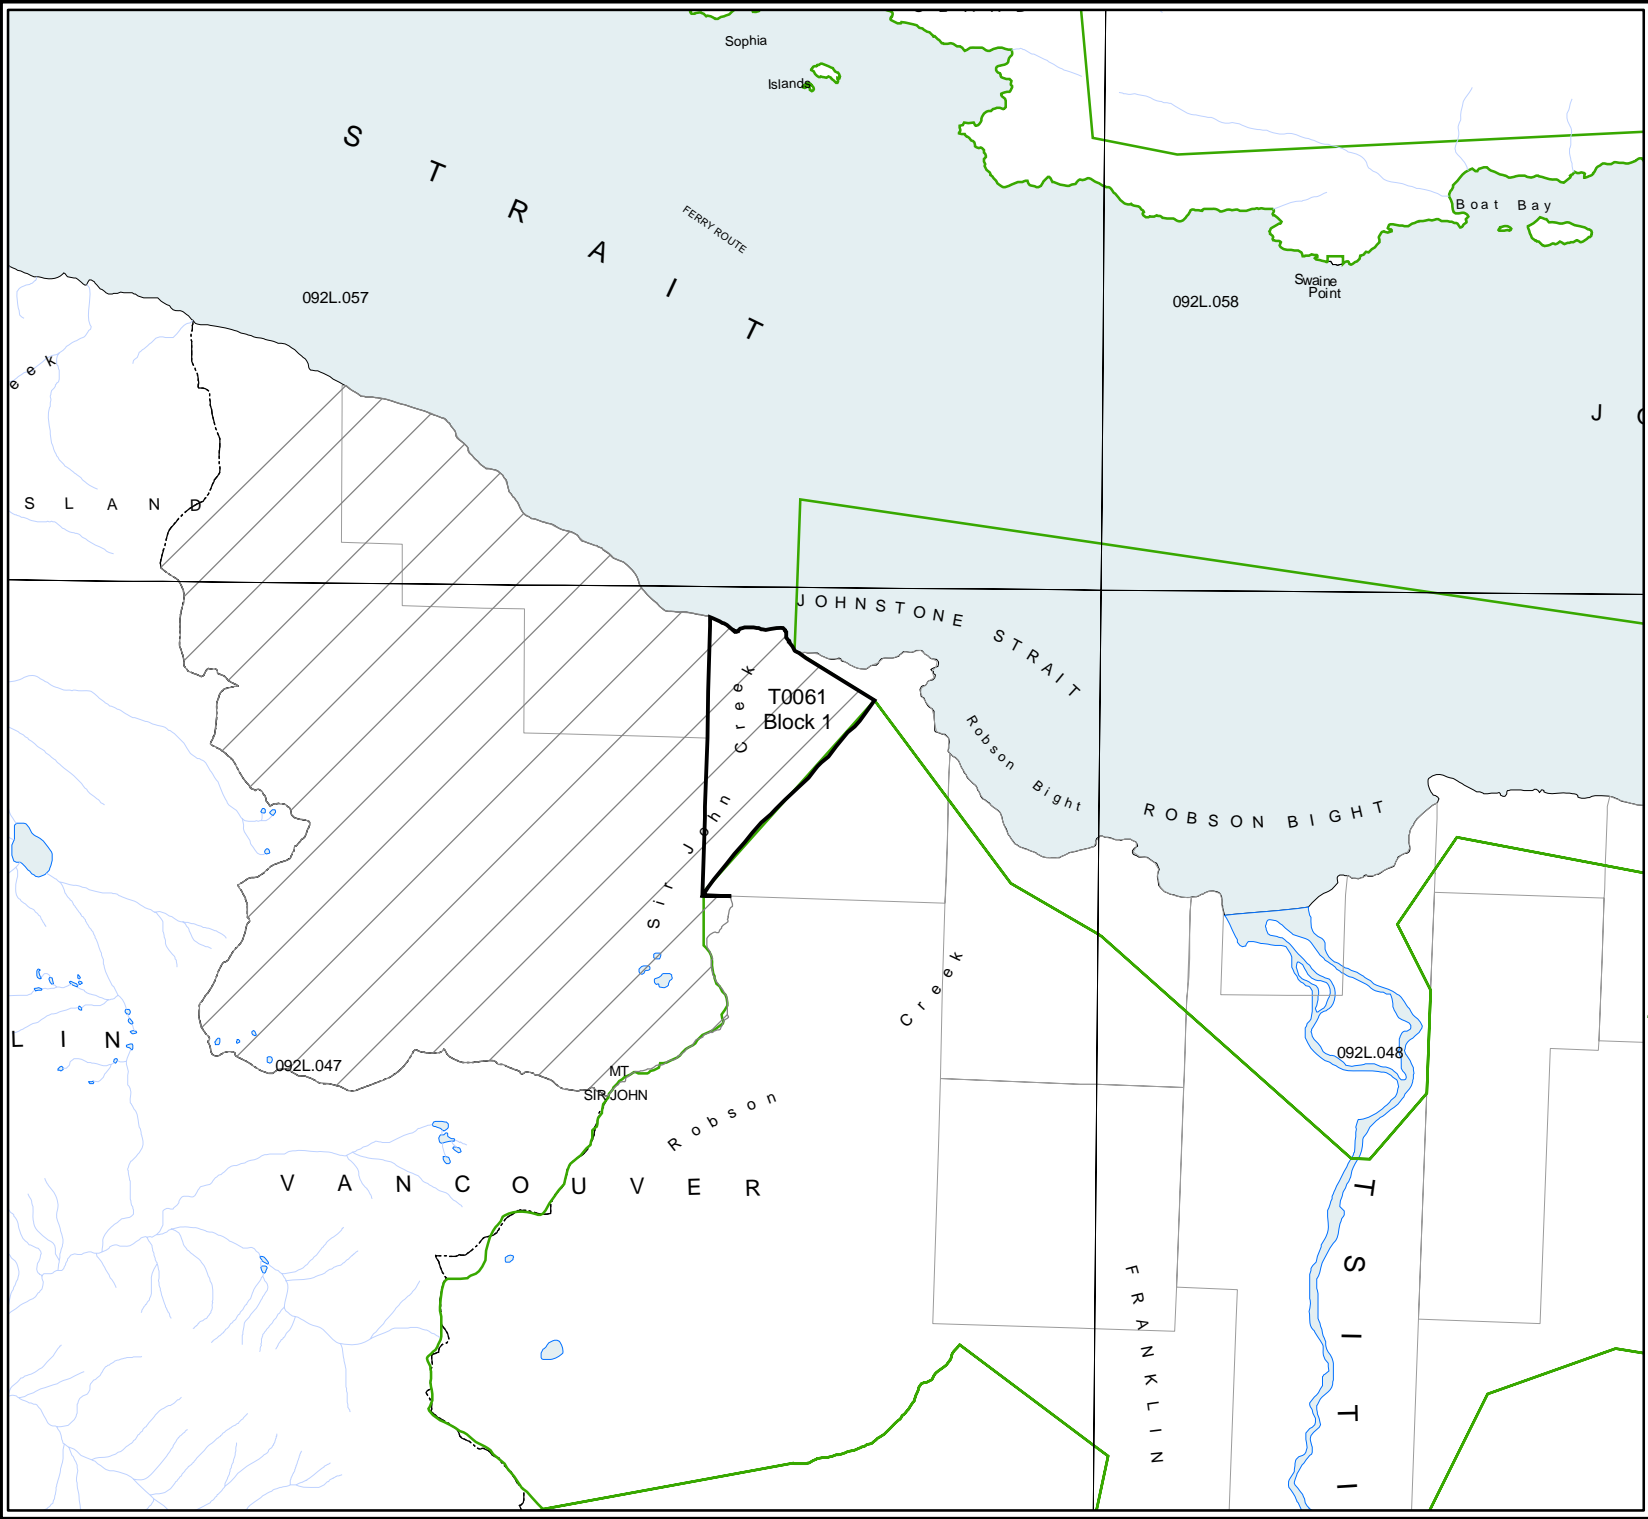 Sophia
Islands
STRAIT
FERRY ROUTE
Boat Bay
Swaine
Point
092L.057
092L.058
eek
J
SLAND
JOHNSTONE STRAIT
T0061
Block 1
Sir John Creek
Robson Bight
ROBSON BIGHT
LIN
092L.047
092L.048
MT
SIR JOHN
Robson Creek
VANCOUVER
FRANKLIN
TSITI